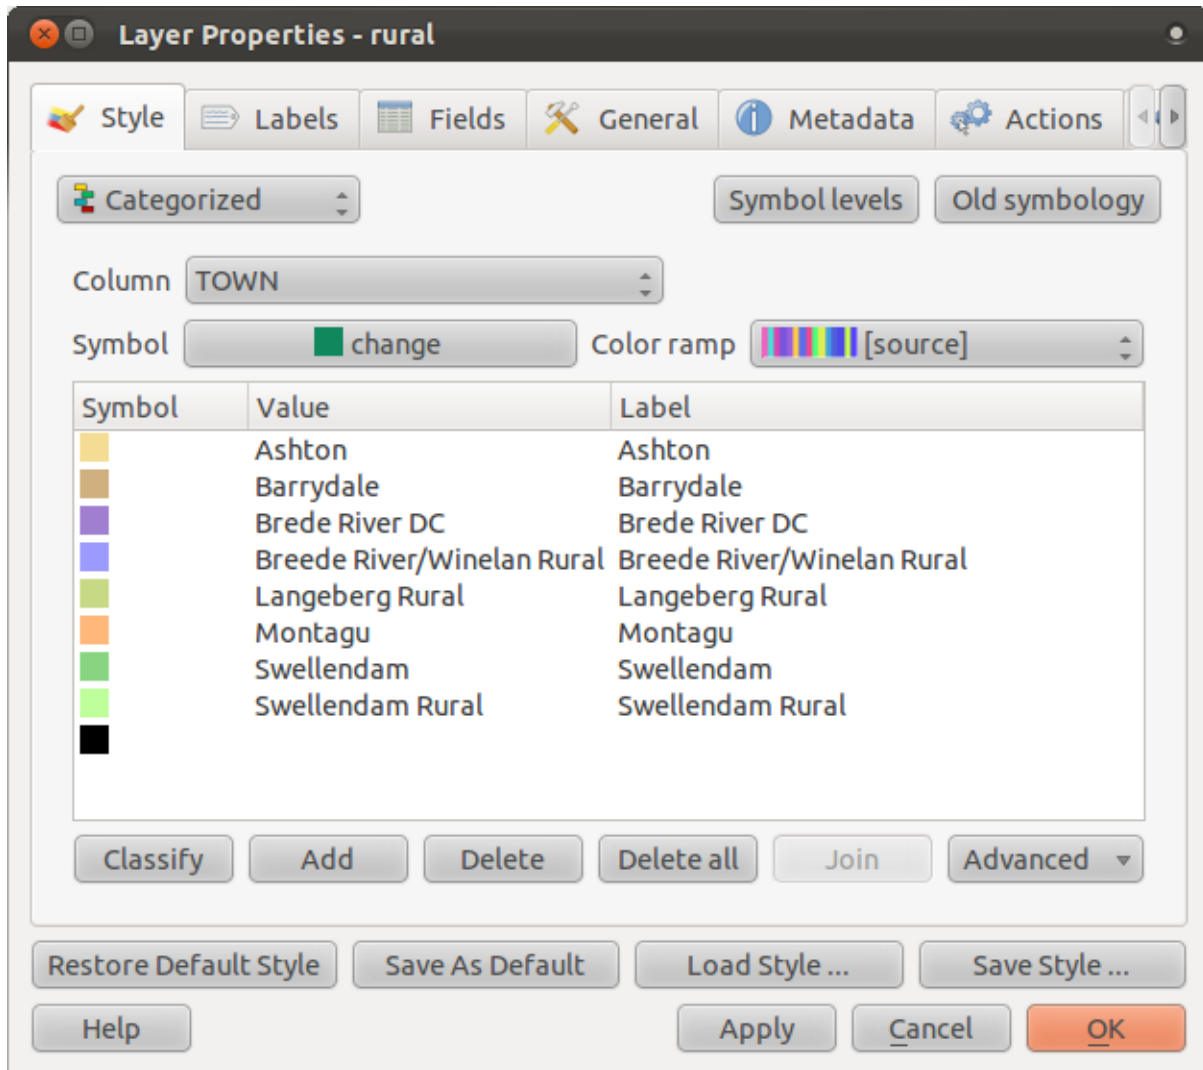 Layer Properties - rural
Style Labels Fields General Metadata Actions
Categorized Symbol levels Old symbology
Column TOWN
Symbol change Color ramp [source]
Symbol Value Label
Ashton Ashton
Barrydale Barrydale
Brede River DC Brede River DC
Breede River/Winelan Rural Breede River/Winelan Rural
Langeberg Rural Langeberg Rural
Montagu Montagu
Swellendam Swellendam
Swellendam Rural Swellendam Rural
Classify Add Delete Delete all Join Advanced
Restore Default Style Save As Default Load Style ... Save Style ...
Help Apply Cancel OK